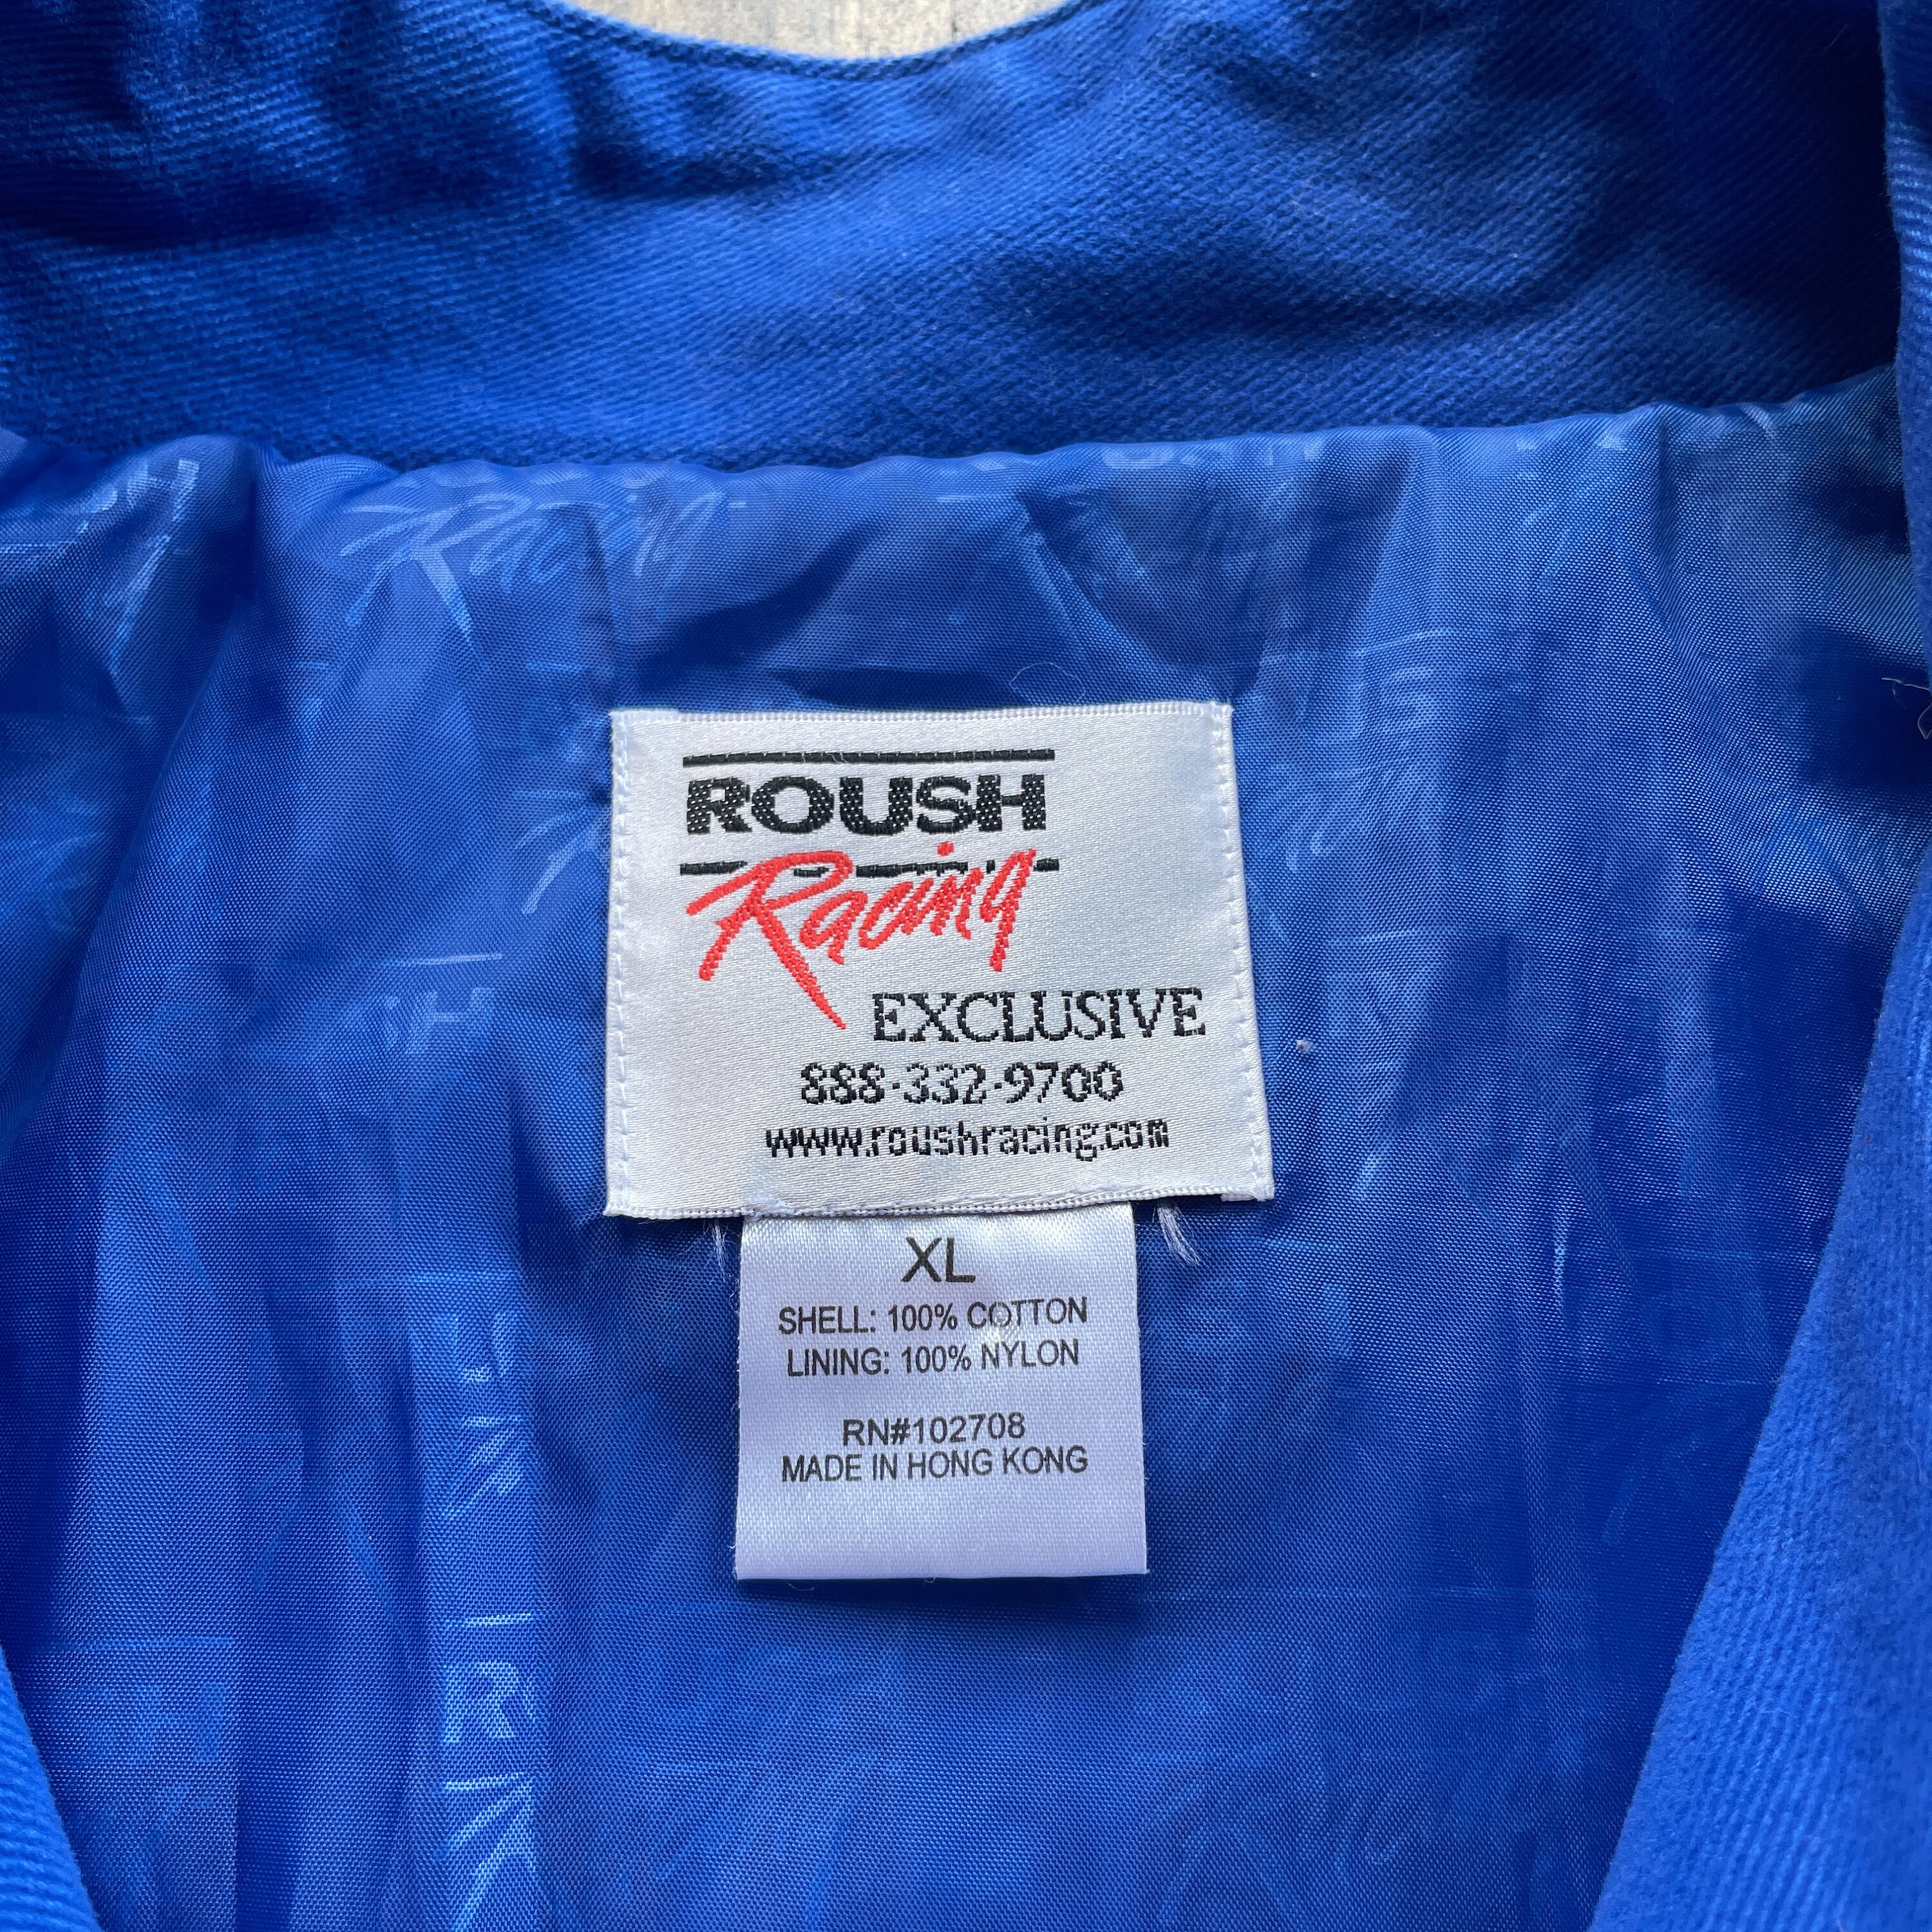 ROUSH
Racing
EXCLUSIVE
888-332-9700
www.roushracing.com
XL
SHELL: 100% COTTON
LINING: 100% NYLON
RN#102708
MADE IN HONG KONG
Racing